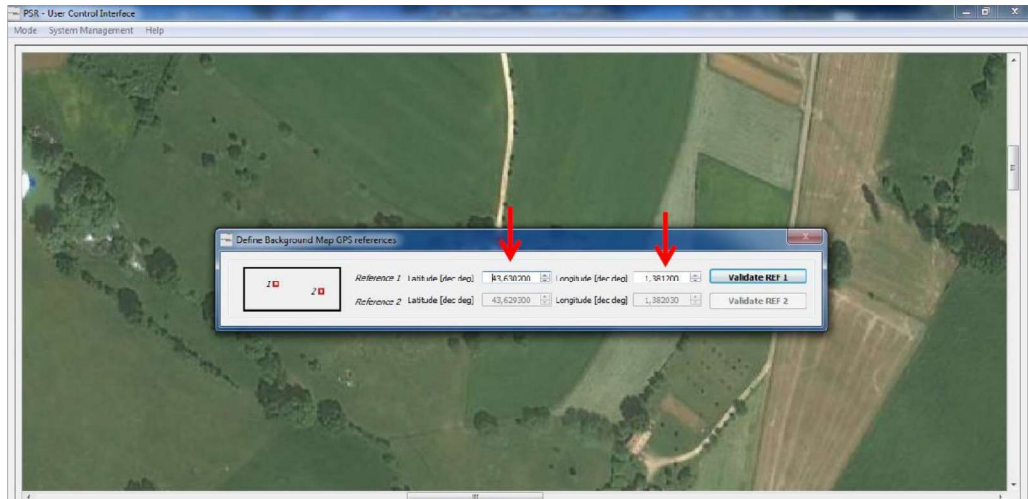 PSR - User Control Interface
Mode System Management Help
Define Background Map GPS references
1 Reference 1 Latitude [dec deg] 43,630200 Longitude [dec deg] 1,381200 Validate REF 1
2 Reference 2 Latitude [dec deg] 43,629300 Longitude [dec deg] 1,382030 Validate REF 2